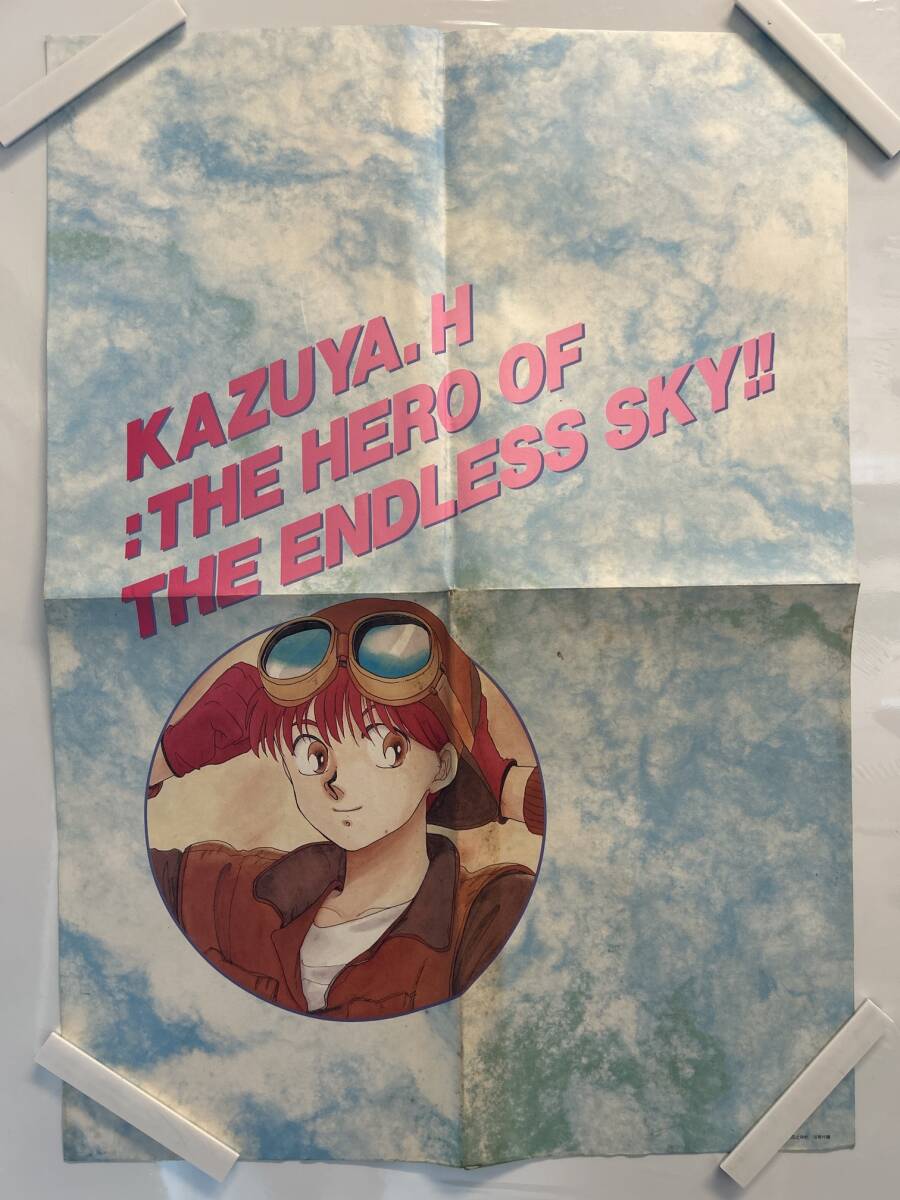 KAZUYA. H
:THE HERO OF
THE ENDLESS SKY!!